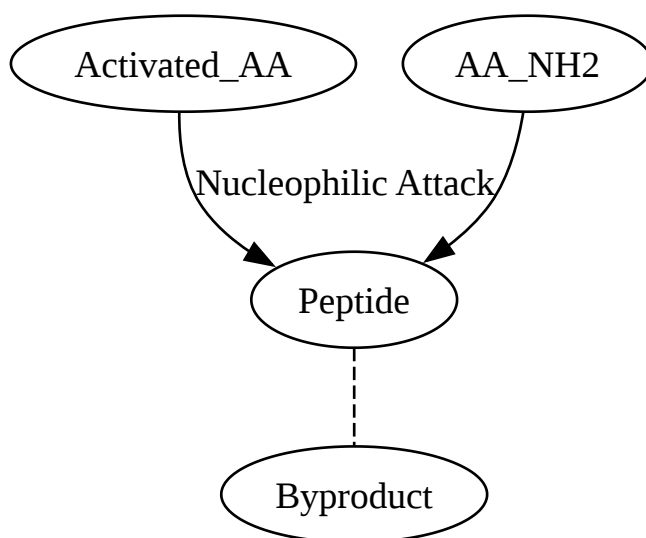 Activated_AA
AA_NH2
Nucleophilic Attack
Peptide
Byproduct